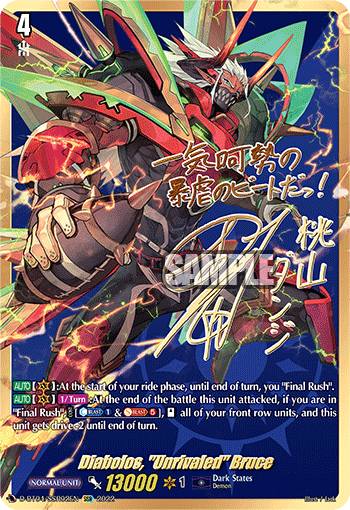 4
一気呵勢の
暴虐のビートだっ!
桃山
SAMPLE
AUTO [ ]:At the start of your ride phase, until end of turn, you "Final Rush".
AUTO [ ] 1/Turn :At the end of the battle this unit attacked, if you are in
"Final Rush", [ BLAST 1 & BLAST 5], all of your front row units, and this
unit gets drive -2 until end of turn.
Diabolos, "Unrivaled" Bruce
NORMAL UNIT
13000 1
Dark States
Demon
2022